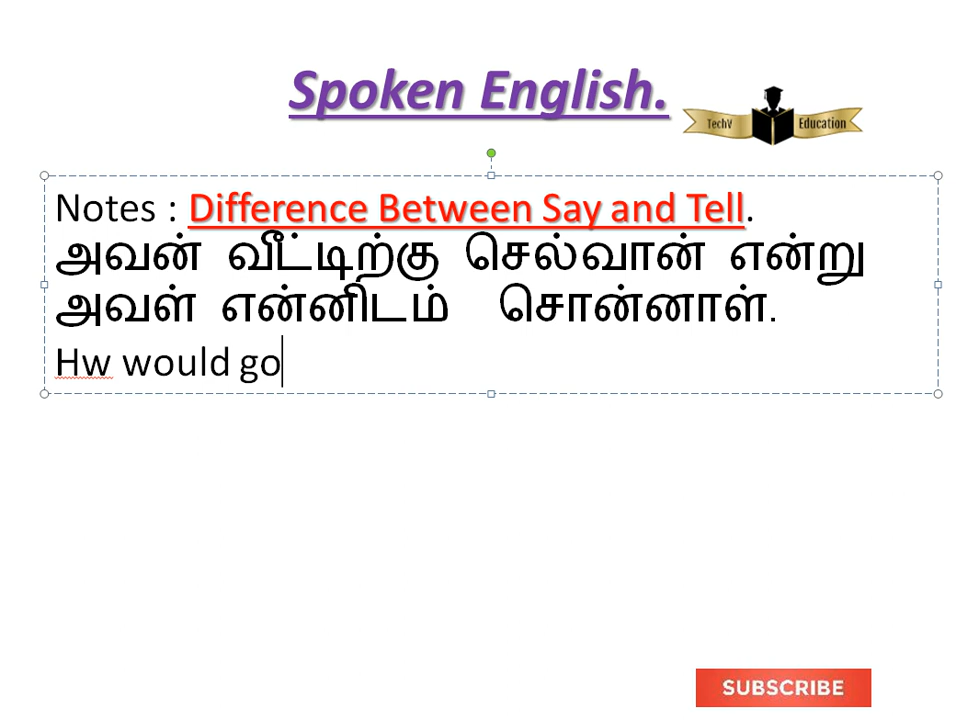 Spoken English.
TechV Education
Notes : Difference Between Say and Tell.
அவன் வீட்டிற்கு செல்வான் என்று
அவள் என்னிடம் சொன்னாள்.
Hw would go
SUBSCRIBE